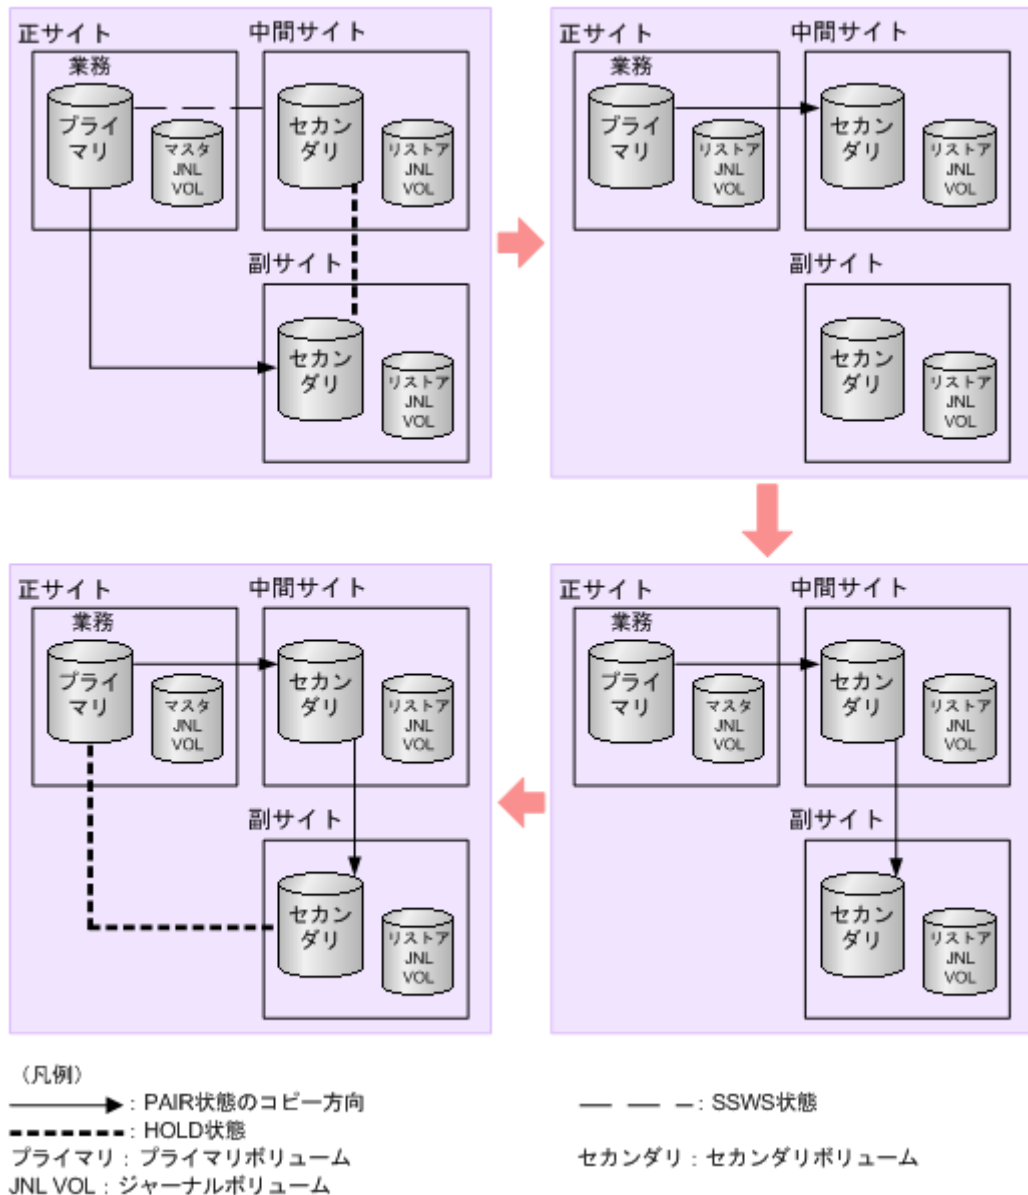 正サイト
中間サイト
業務
プライ
マリ
マスタ
JNL
VOL
セカン
ダリ
リストア
JNL
VOL
副サイト
セカン
ダリ
リストア
JNL
VOL
正サイト
中間サイト
業務
プライ
マリ
リストア
JNL
VOL
セカン
ダリ
リストア
JNL
VOL
副サイト
セカン
ダリ
リストア
JNL
VOL
正サイト
中間サイト
業務
プライ
マリ
マスタ
JNL
VOL
セカン
ダリ
リストア
JNL
VOL
副サイト
セカン
ダリ
リストア
JNL
VOL
正サイト
中間サイト
業務
プライ
マリ
マスタ
JNL
VOL
セカン
ダリ
リストア
JNL
VOL
副サイト
セカン
ダリ
リストア
JNL
VOL
（凡例）
：PAIR状態のコピー方向
：SSWS状態
：HOLD状態
プライマリ：プライマリボリューム
セカンダリ：セカンダリボリューム
JNL VOL：ジャーナルボリューム